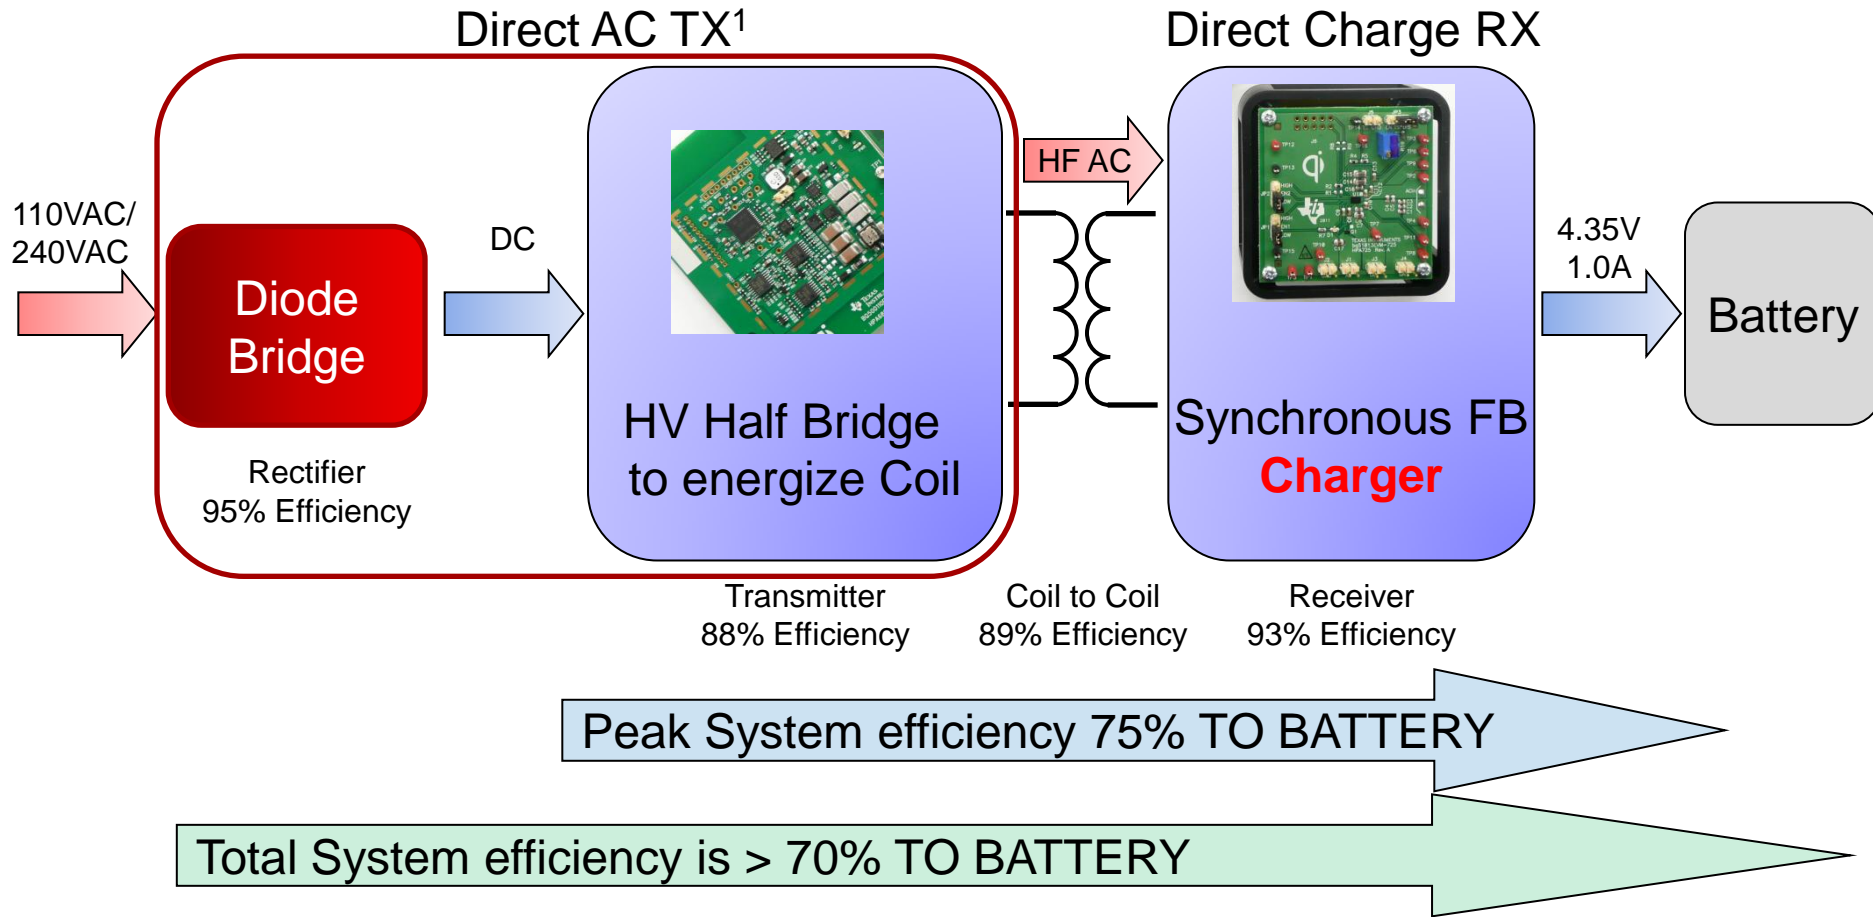 Direct AC TX¹
Direct Charge RX
110VAC/
240VAC
Diode
Bridge
DC
HV Half Bridge
to energize Coil
HF AC
Synchronous FB
Charger
4.35V
1.0A
Battery
Rectifier
95% Efficiency
Transmitter
88% Efficiency
Coil to Coil
89% Efficiency
Receiver
93% Efficiency
Peak System efficiency 75% TO BATTERY
Total System efficiency is > 70% TO BATTERY